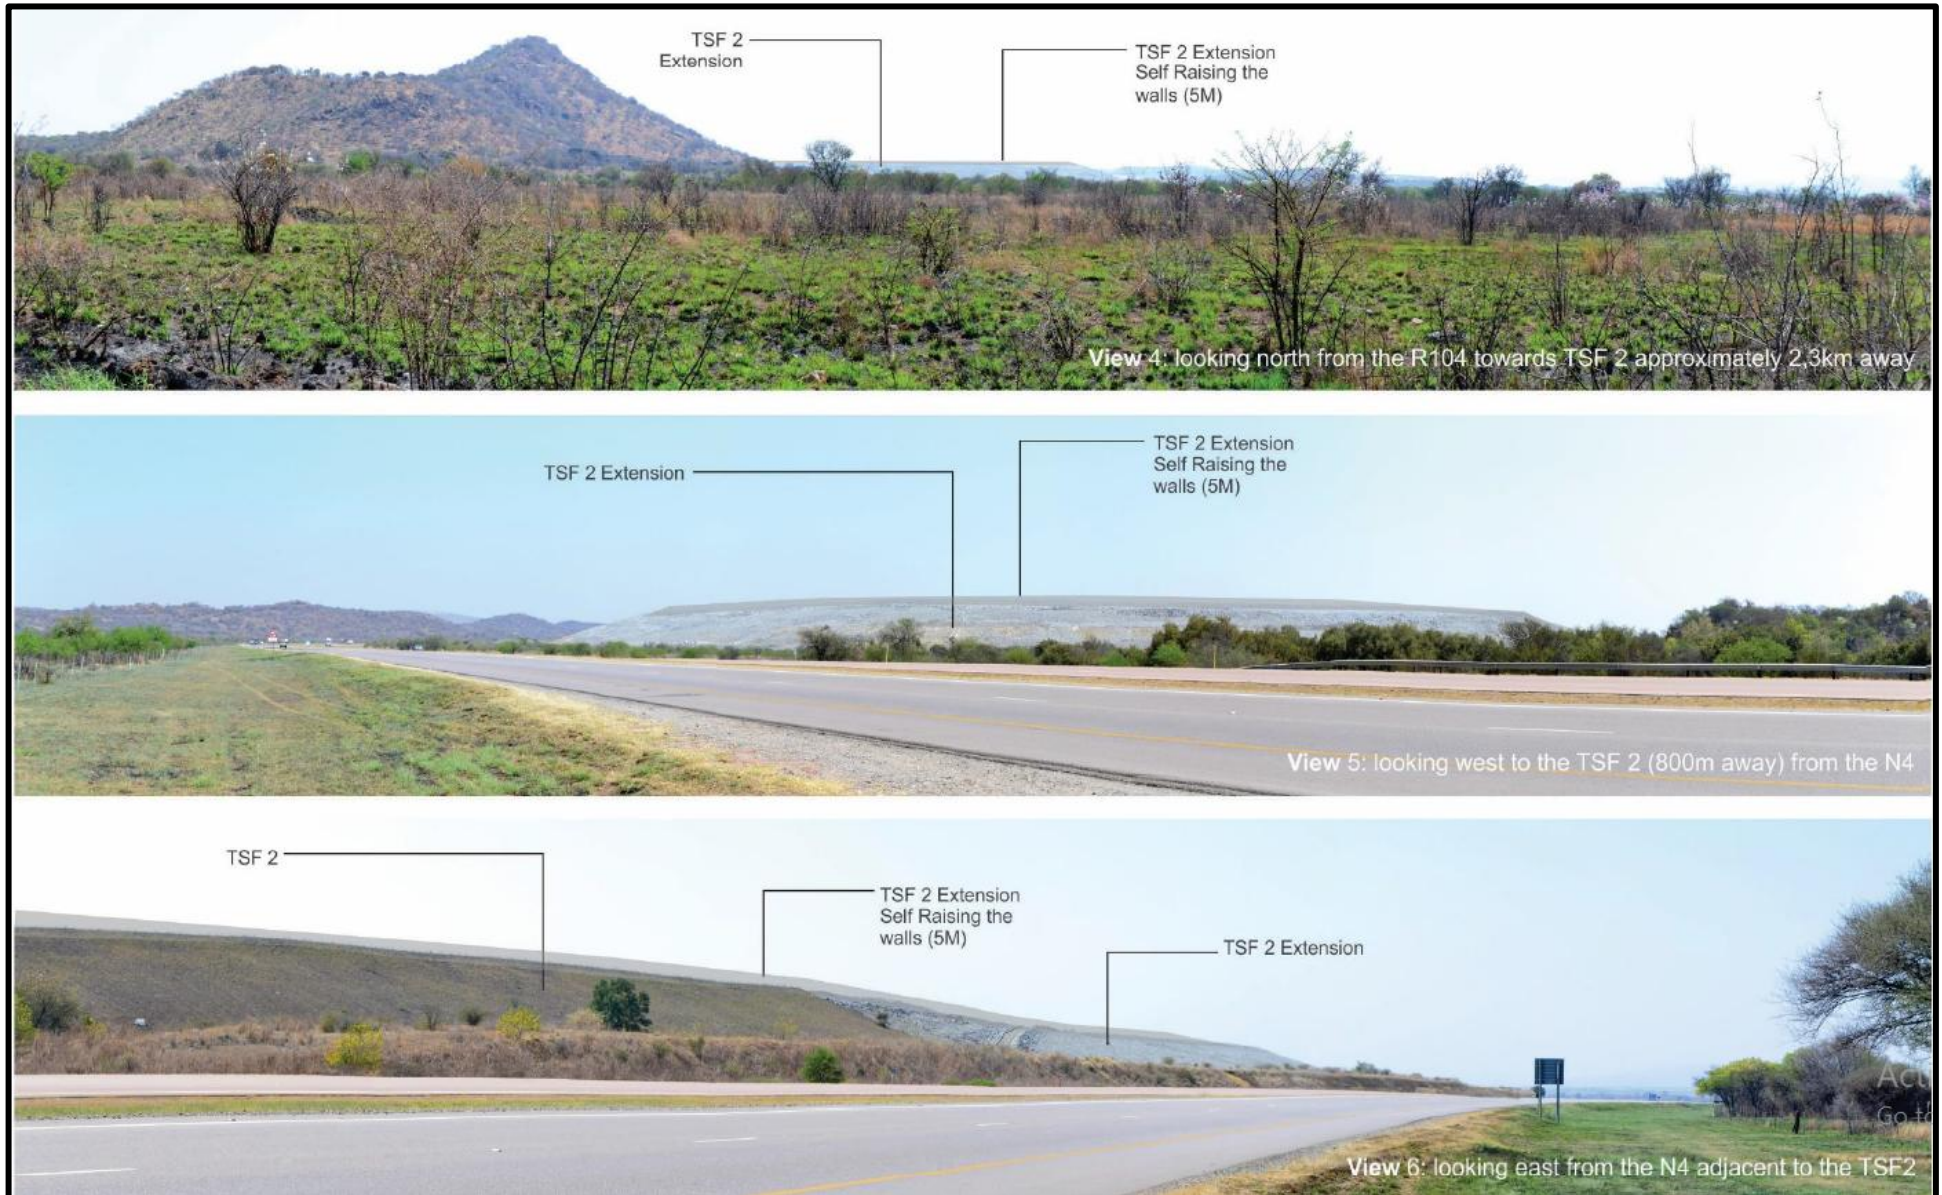 TSF 2
Extension
TSF 2 Extension
Self Raising the
walls (5M)
View 4: looking north from the R104 towards TSF 2 approximately 2,3km away
TSF 2 Extension
TSF 2 Extension
Self Raising the
walls (5M)
View 5: looking west to the TSF 2 (800m away) from the N4
TSF 2
TSF 2 Extension
Self Raising the
walls (5M)
TSF 2 Extension
Go to
View 6: looking east from the N4 adjacent to the TSF2